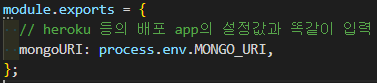 module.exports = {
// heroku 등의 배포 app의 설정값과 똑같이 입력
mongoURI: process.env.MONGO_URI,
};